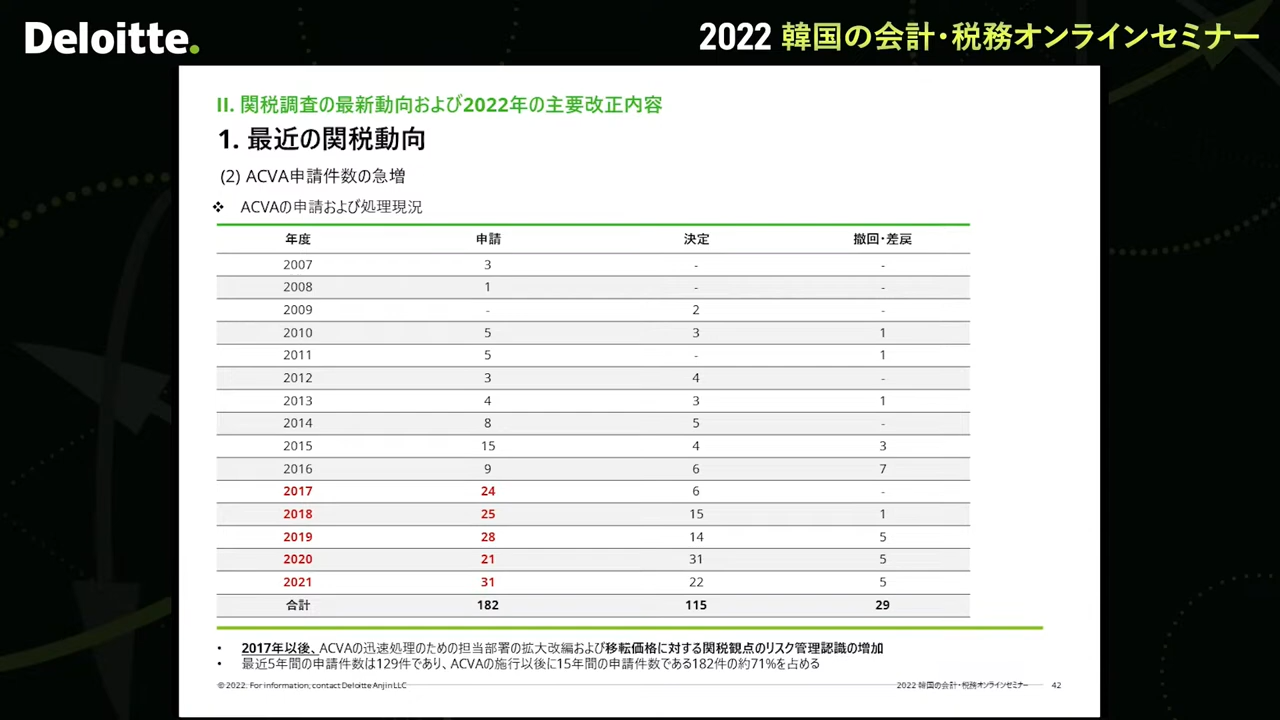 Deloitte.
2022 韓国の会計・税務オンラインセミナー
II. 関税調査の最新動向および2022年の主要改正内容
1. 最近の関税動向
(2) ACVA申請件数の急増
❖ ACVAの申請および処理現況
年度 申請 決定 撤回・差戻
2007 3 - -
2008 1 - -
2009 - 2 -
2010 5 3 1
2011 5 - 1
2012 3 4 -
2013 4 3 1
2014 8 5 -
2015 15 4 3
2016 9 6 7
2017 24 6 -
2018 25 15 1
2019 28 14 5
2020 21 31 5
2021 31 22 5
合計 182 115 29
• 2017年以後、ACVAの迅速処理のための担当部署の拡大改編および移転価格に対する関税観点のリスク管理認識の増加
• 最近5年間の申請件数は129件であり、ACVAの施行以後に15年間の申請件数である182件の約71%を占める
© 2022. For information, contact Deloitte Anjin LLC 2022 韓国の会計・税務オンラインセミナー 42